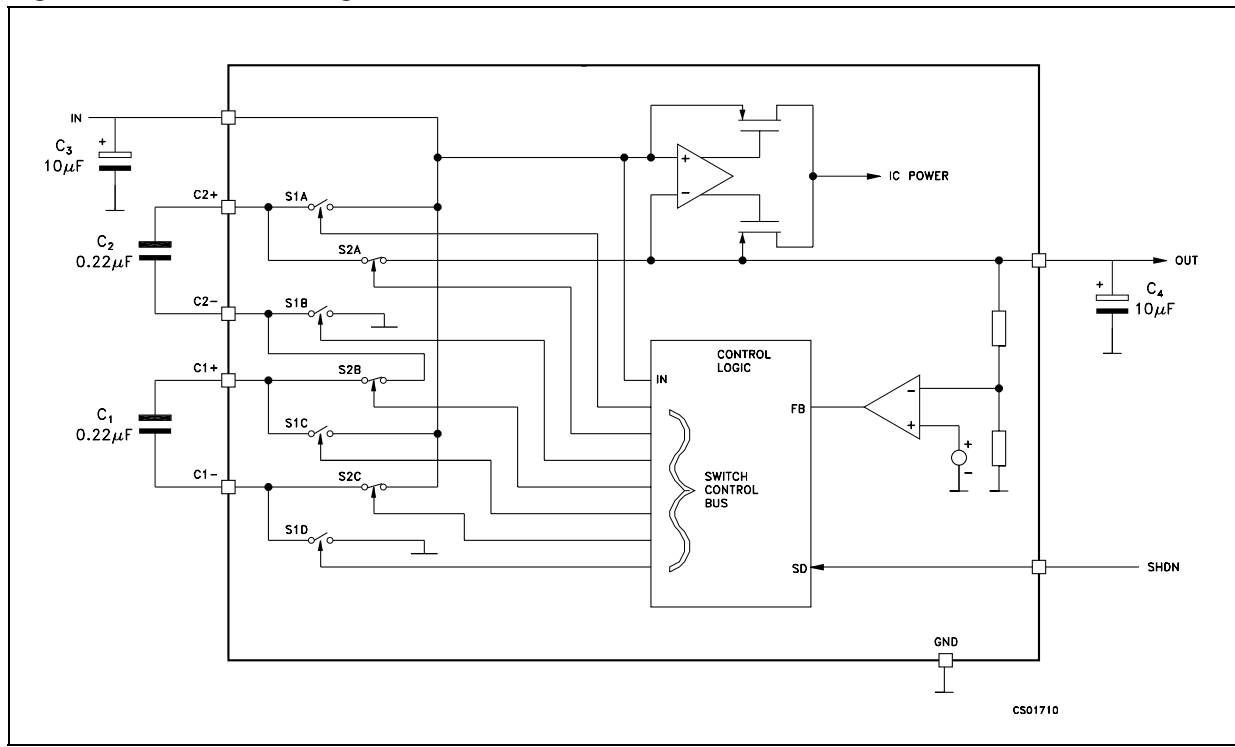 IN
+
C3
10µF
C2+
S1A
C2
0.22µF
S2A
C2-
S1B
C1+
S2B
C1
0.22µF
S1C
C1-
S2C
S1D
+
-
IC POWER
OUT
+
C4
10µF
CONTROL
LOGIC
IN
FB
-
+
+
-
SWITCH
CONTROL
BUS
SD
SHDN
GND
CS01710